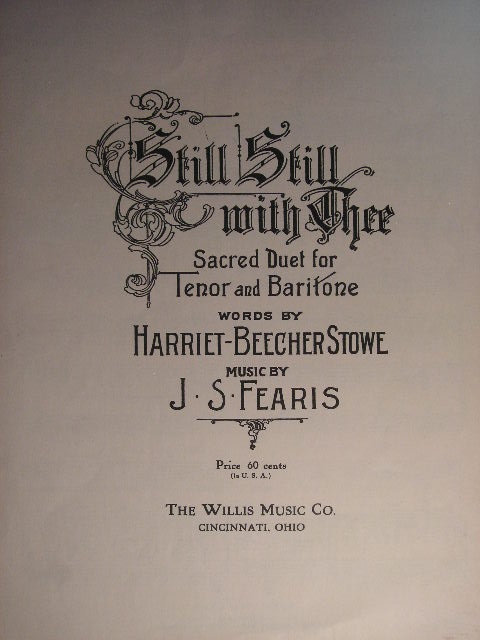 Still Still
with Thee
Sacred Duet for
Tenor and Baritone
WORDS BY
HARRIET-BEECHER STOWE
MUSIC BY
J. S. FEARIS
Price 60 cents
(In U. S. A.)
THE WILLIS MUSIC CO.
CINCINNATI, OHIO